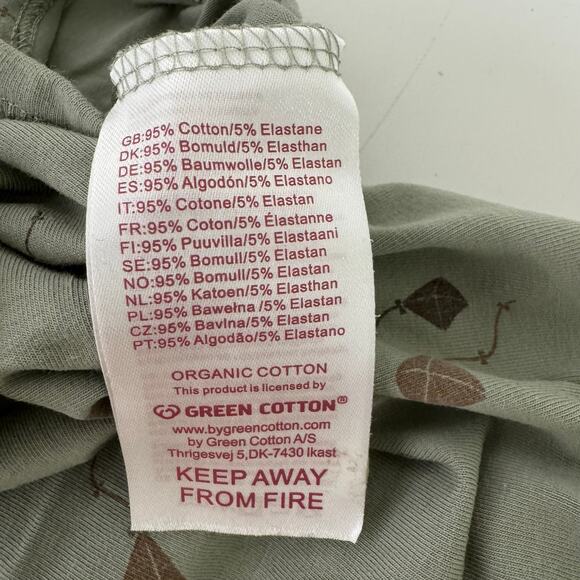 GB:95% Cotton/5% Elastane
DK:95% Bomuld/5% Elasthan
DE:95% Baumwolle/5% Elastan
ES:95% Algodón/5% Elastano
IT:95% Cotone/5% Elastan
FR:95% Coton/5% Élastanne
FI:95% Puuvilla/5% Elastaani
SE:95% Bomull/5% Elastan
NO:95% Bomull/5% Elastan
NL:95% Katoen/5% Elasthan
PL:95% Bawełna/5% Elastan
CZ:95% Bavlna/5% Elastan
PT:95% Algodão/5% Elastano
ORGANIC COTTON
This product is licensed by
GREEN COTTON®
www.bygreencotton.com
by Green Cotton A/S
Thrigesvej 5,DK-7430 Ikast
KEEP AWAY
FROM FIRE